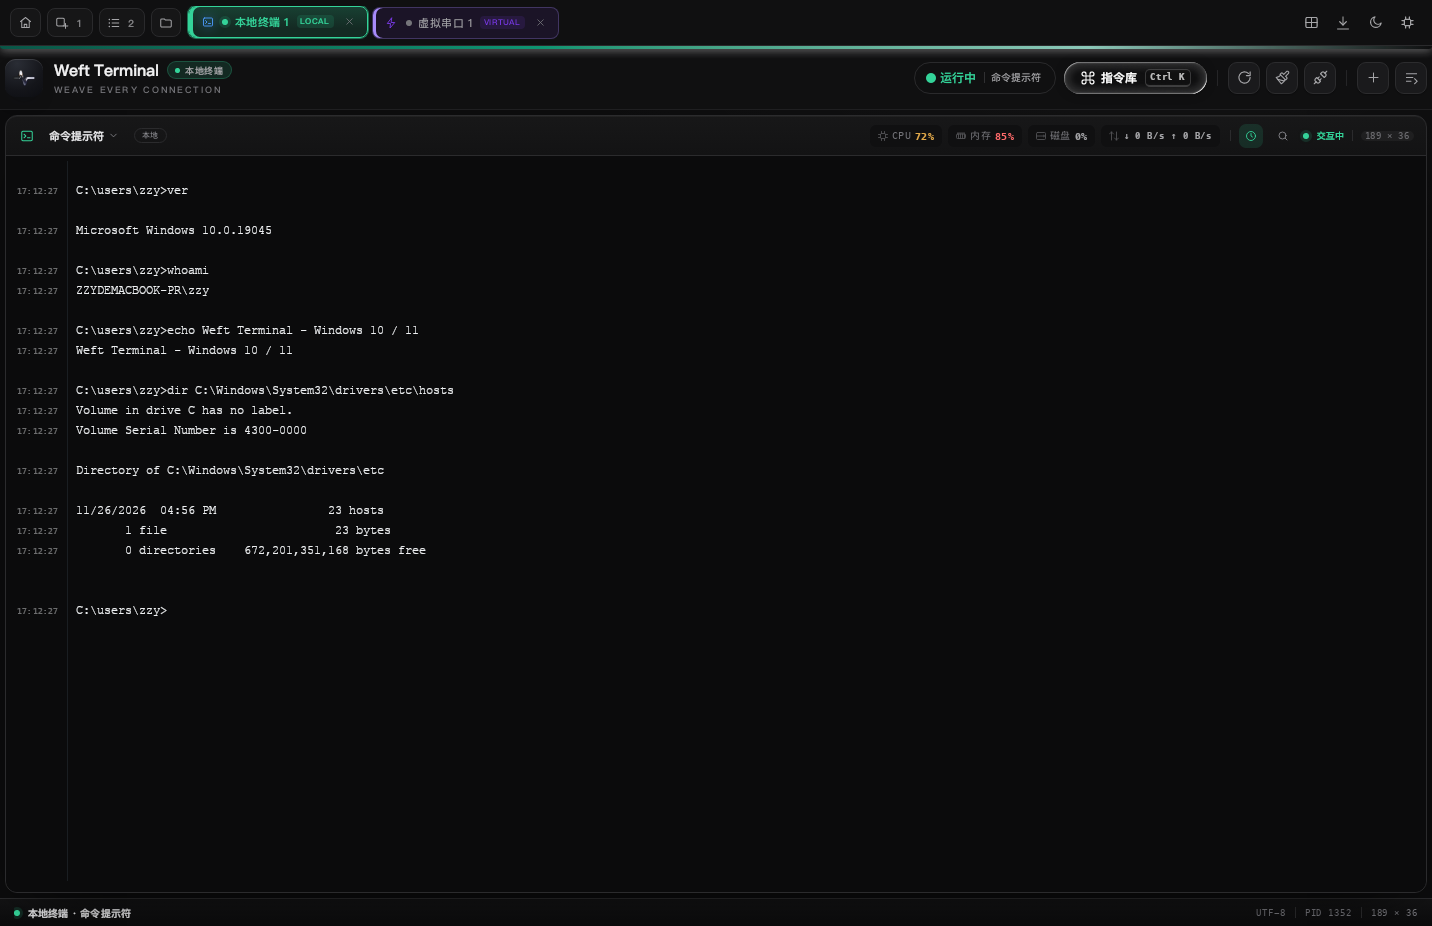 1
2
本地终端 1 LOCAL
虚拟串口 1 VIRTUAL
Weft Terminal
本地终端
WEAVE EVERY CONNECTION
运行中
命令提示符
指令库 Ctrl K
命令提示符
本地
CPU 72%
内存 85%
磁盘 0%
↓ 0 B/s ↑ 0 B/s
交互中
189 × 36
17:12:27 C:\users\zzy>ver
17:12:27 Microsoft Windows 10.0.19045
17:12:27 C:\users\zzy>whoami
17:12:27 ZZYDEMACBOOK-PR\zzy
17:12:27 C:\users\zzy>echo Weft Terminal - Windows 10 / 11
17:12:27 Weft Terminal - Windows 10 / 11
17:12:27 C:\users\zzy>dir C:\Windows\System32\drivers\etc\hosts
17:12:27 Volume in drive C has no label.
17:12:27 Volume Serial Number is 4300-0000
17:12:27 Directory of C:\Windows\System32\drivers\etc
17:12:27 11/26/2026  04:56 PM                23 hosts
17:12:27        1 file                        23 bytes
17:12:27        0 directories    672,201,351,168 bytes free
17:12:27 C:\users\zzy>
本地终端 · 命令提示符
UTF-8
PID 1352
189 × 36